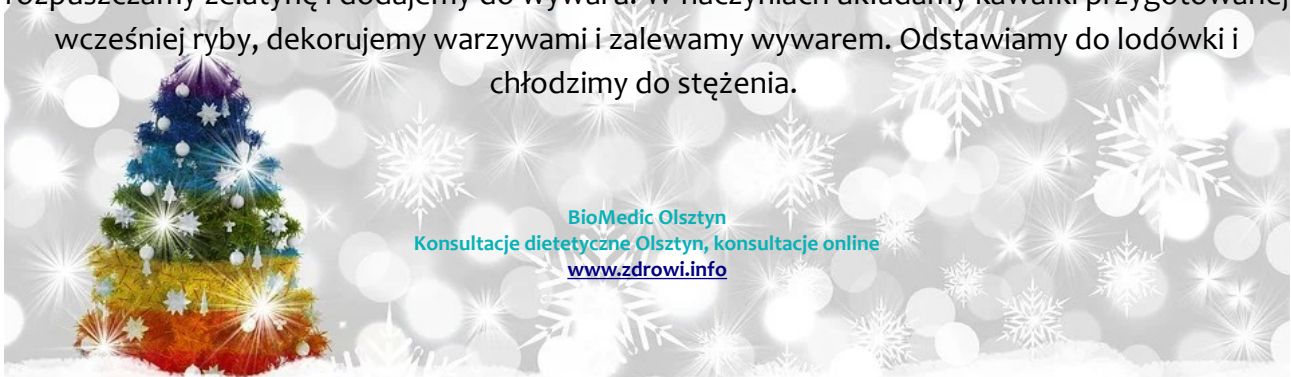 rozpuszczamy żelatynę i dodajemy do wywaru. W naczyniach układamy kawałki przygotowanej
wcześniej ryby, dekorujemy warzywami i zalewamy wywarem. Odstawiamy do lodówki i
chłodzimy do stężenia.
BioMedic Olsztyn
Konsultacje dietetyczne Olsztyn, konsultacje online
www.zdrowi.info